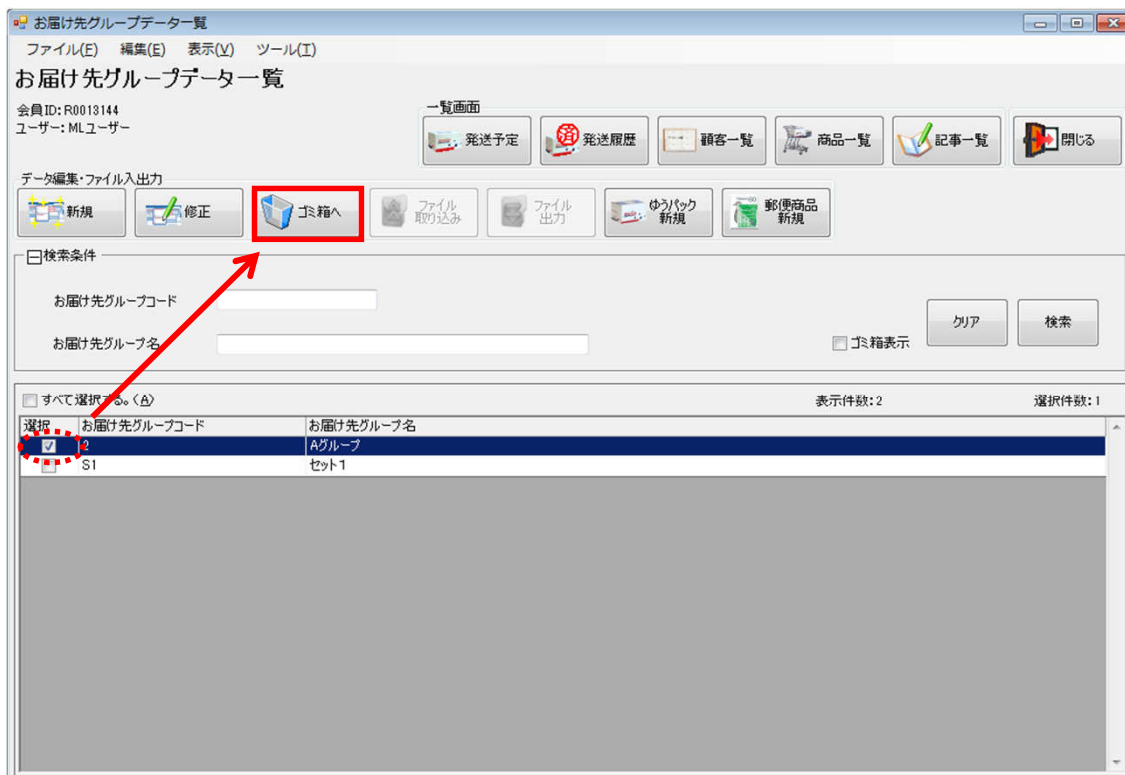 お届け先グループデータ一覧
ファイル(F) 編集(E) 表示(V) ツール(T)
お届け先グループデータ一覧
会員ID:R0013144
ユーザー:MLユーザー
一覧画面
発送予定 済 発送履歴 顧客一覧 商品一覧 記事一覧 閉じる
データ編集・ファイル入出力
新規 修正 ゴミ箱へ ファイル取り込み ファイル出力 ゆうパック新規 郵便商品新規
検索条件
お届け先グループコード
クリア 検索
お届け先グループ名
ゴミ箱表示
すべて選択する。(A) 表示件数:2 選択件数:1
選択 お届け先グループコード お届け先グループ名
2 Aグループ
S1 セット1